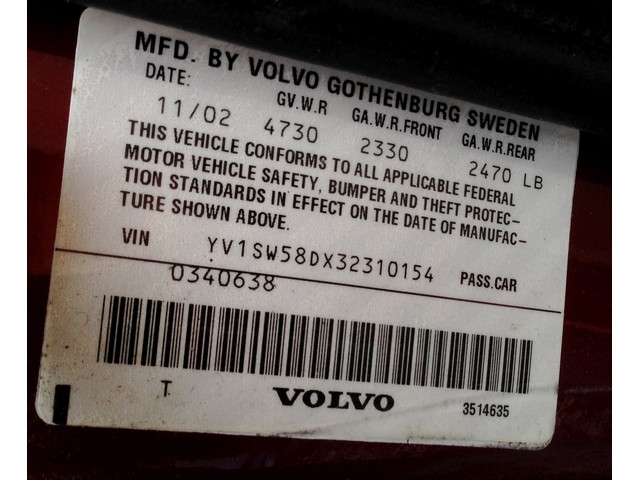 MFD. BY VOLVO GOTHENBURG SWEDEN
DATE: GV.W.R GA.W.R.FRONT GA.W.R.REAR
11/02 4730 2330 2470 LB
THIS VEHICLE CONFORMS TO ALL APPLICABLE FEDERAL
MOTOR VEHICLE SAFETY, BUMPER AND THEFT PROTEC-
TION STANDARDS IN EFFECT ON THE DATE OF MANUFAC-
TURE SHOWN ABOVE.
VIN YV1SW58DX32310154 PASS.CAR
0340638
T VOLVO 3514635